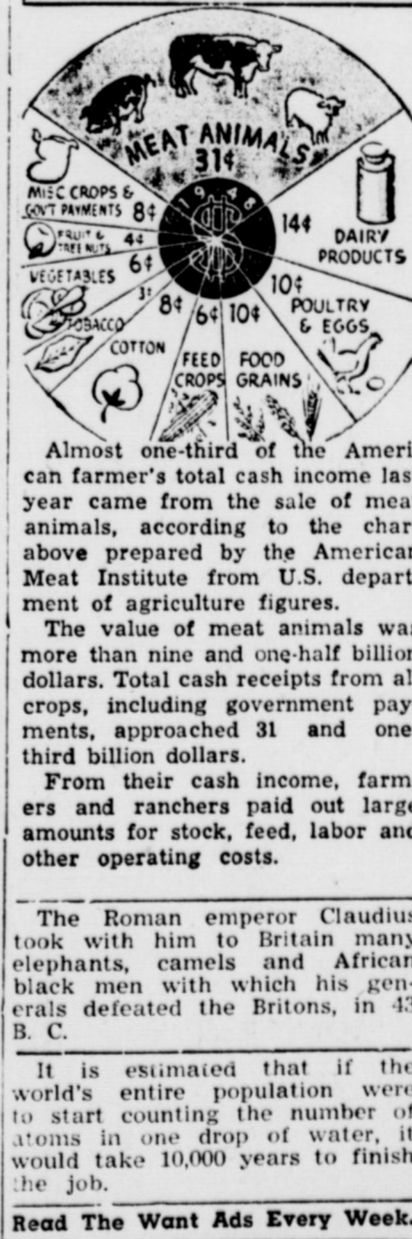 MEAT ANIMALS
31¢
1948
$
MISC CROPS &
GOV'T PAYMENTS 8¢
FRUIT &
TREE NUTS 4¢
VEGETABLES 6¢
TOBACCO 3¢
COTTON 8¢
FEED
CROPS 6¢
FOOD
GRAINS 10¢
POULTRY
& EGGS 10¢
DAIRY
PRODUCTS 14¢
Almost one-third of the Ameri
can farmer's total cash income las
year came from the sale of mea
animals, according to the char
above prepared by the American
Meat Institute from U.S. depart
ment of agriculture figures.
The value of meat animals was
more than nine and one-half billion
dollars. Total cash receipts from al
crops, including government pay
ments, approached 31 and one
third billion dollars.
From their cash income, farm
ers and ranchers paid out large
amounts for stock, feed, labor and
other operating costs.
The Roman emperor Claudius
took with him to Britain many
elephants, camels and African
black men with which his gen-
erals defeated the Britons, in 43
B. C.
It is estimated that if the
world's entire population were
to start counting the number of
atoms in one drop of water, it
would take 10,000 years to finish
the job.
Read The Want Ads Every Week.